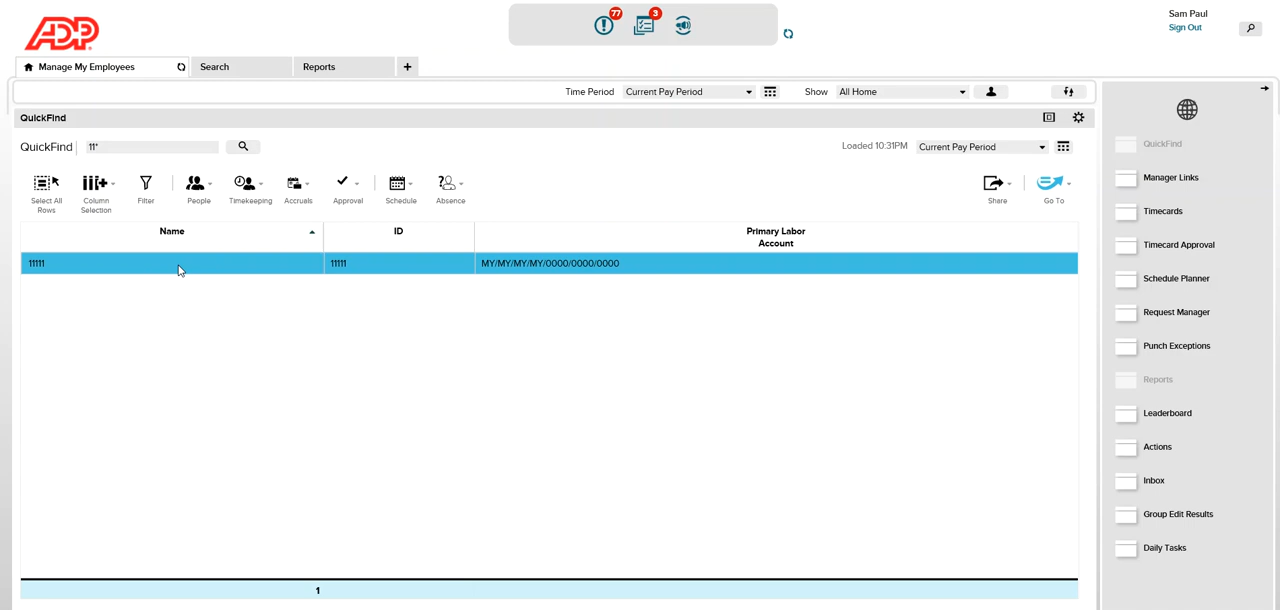 ADP
77
3
Sam Paul
Sign Out
Manage My Employees
Search
Reports
+
Time Period
Current Pay Period
Show
All Home
QuickFind
QuickFind
11*
Loaded 10:31PM
Current Pay Period
Select All
Rows
Column
Selection
Filter
People
Timekeeping
Accruals
Approval
Schedule
Absence
Share
Go To
Name
ID
Primary Labor
Account
11111
11111
MY/MY/MY/MY/0000/0000/0000
1
QuickFind
Manager Links
Timecards
Timecard Approval
Schedule Planner
Request Manager
Punch Exceptions
Reports
Leaderboard
Actions
Inbox
Group Edit Results
Daily Tasks